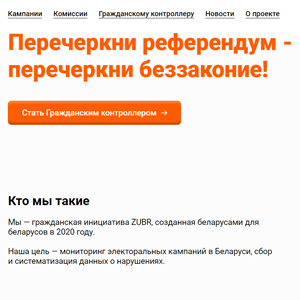 Кампании Комиссии Гражданскому контроллеру Новости О проекте
Перечеркни референдум -
перечеркни беззаконие!
Стать Гражданским контроллером →
Кто мы такие
Мы — гражданская инициатива ZUBR, созданная беларусами для
беларусов в 2020 году.
Наша цель — мониторинг электоральных кампаний в Беларуси, сбор
и систематизация данных о нарушениях.